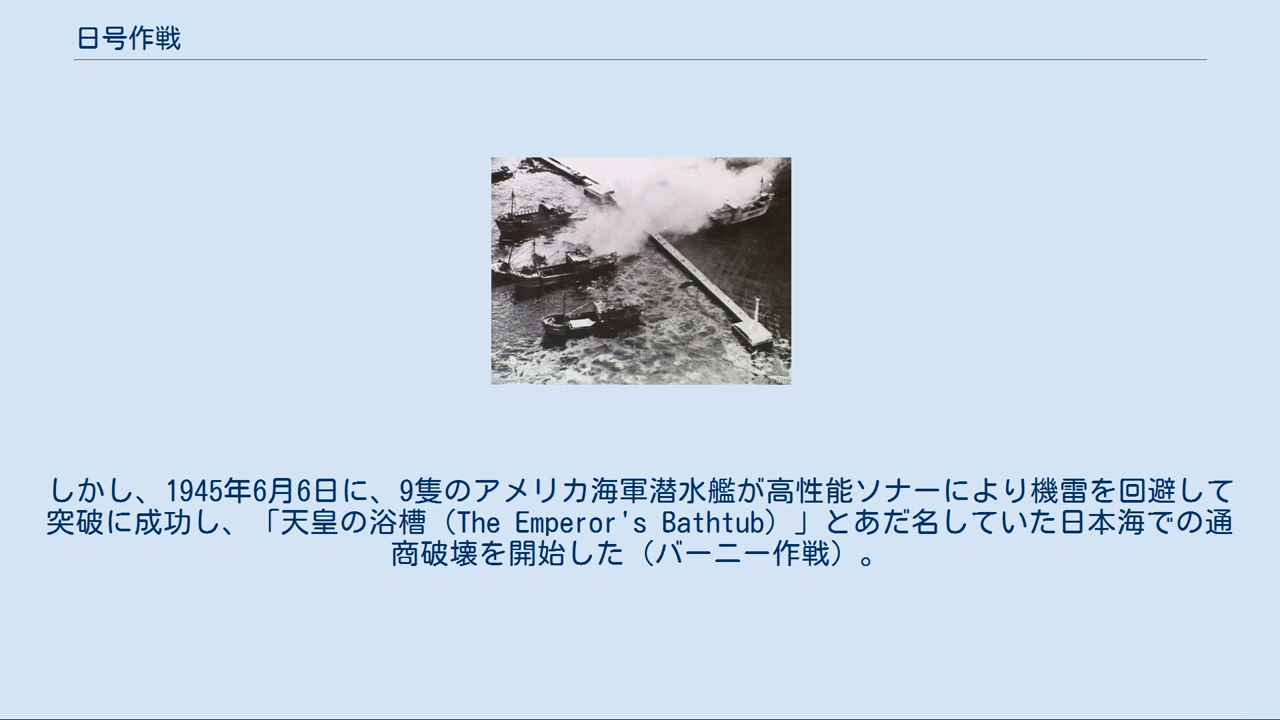 日号作戦
しかし、1945年6月6日に、9隻のアメリカ海軍潜水艦が高性能ソナーにより機雷を回避して
突破に成功し、「天皇の浴槽（The Emperor's Bathtub）」とあだ名していた日本海での通
商破壊を開始した（バーニー作戦）。